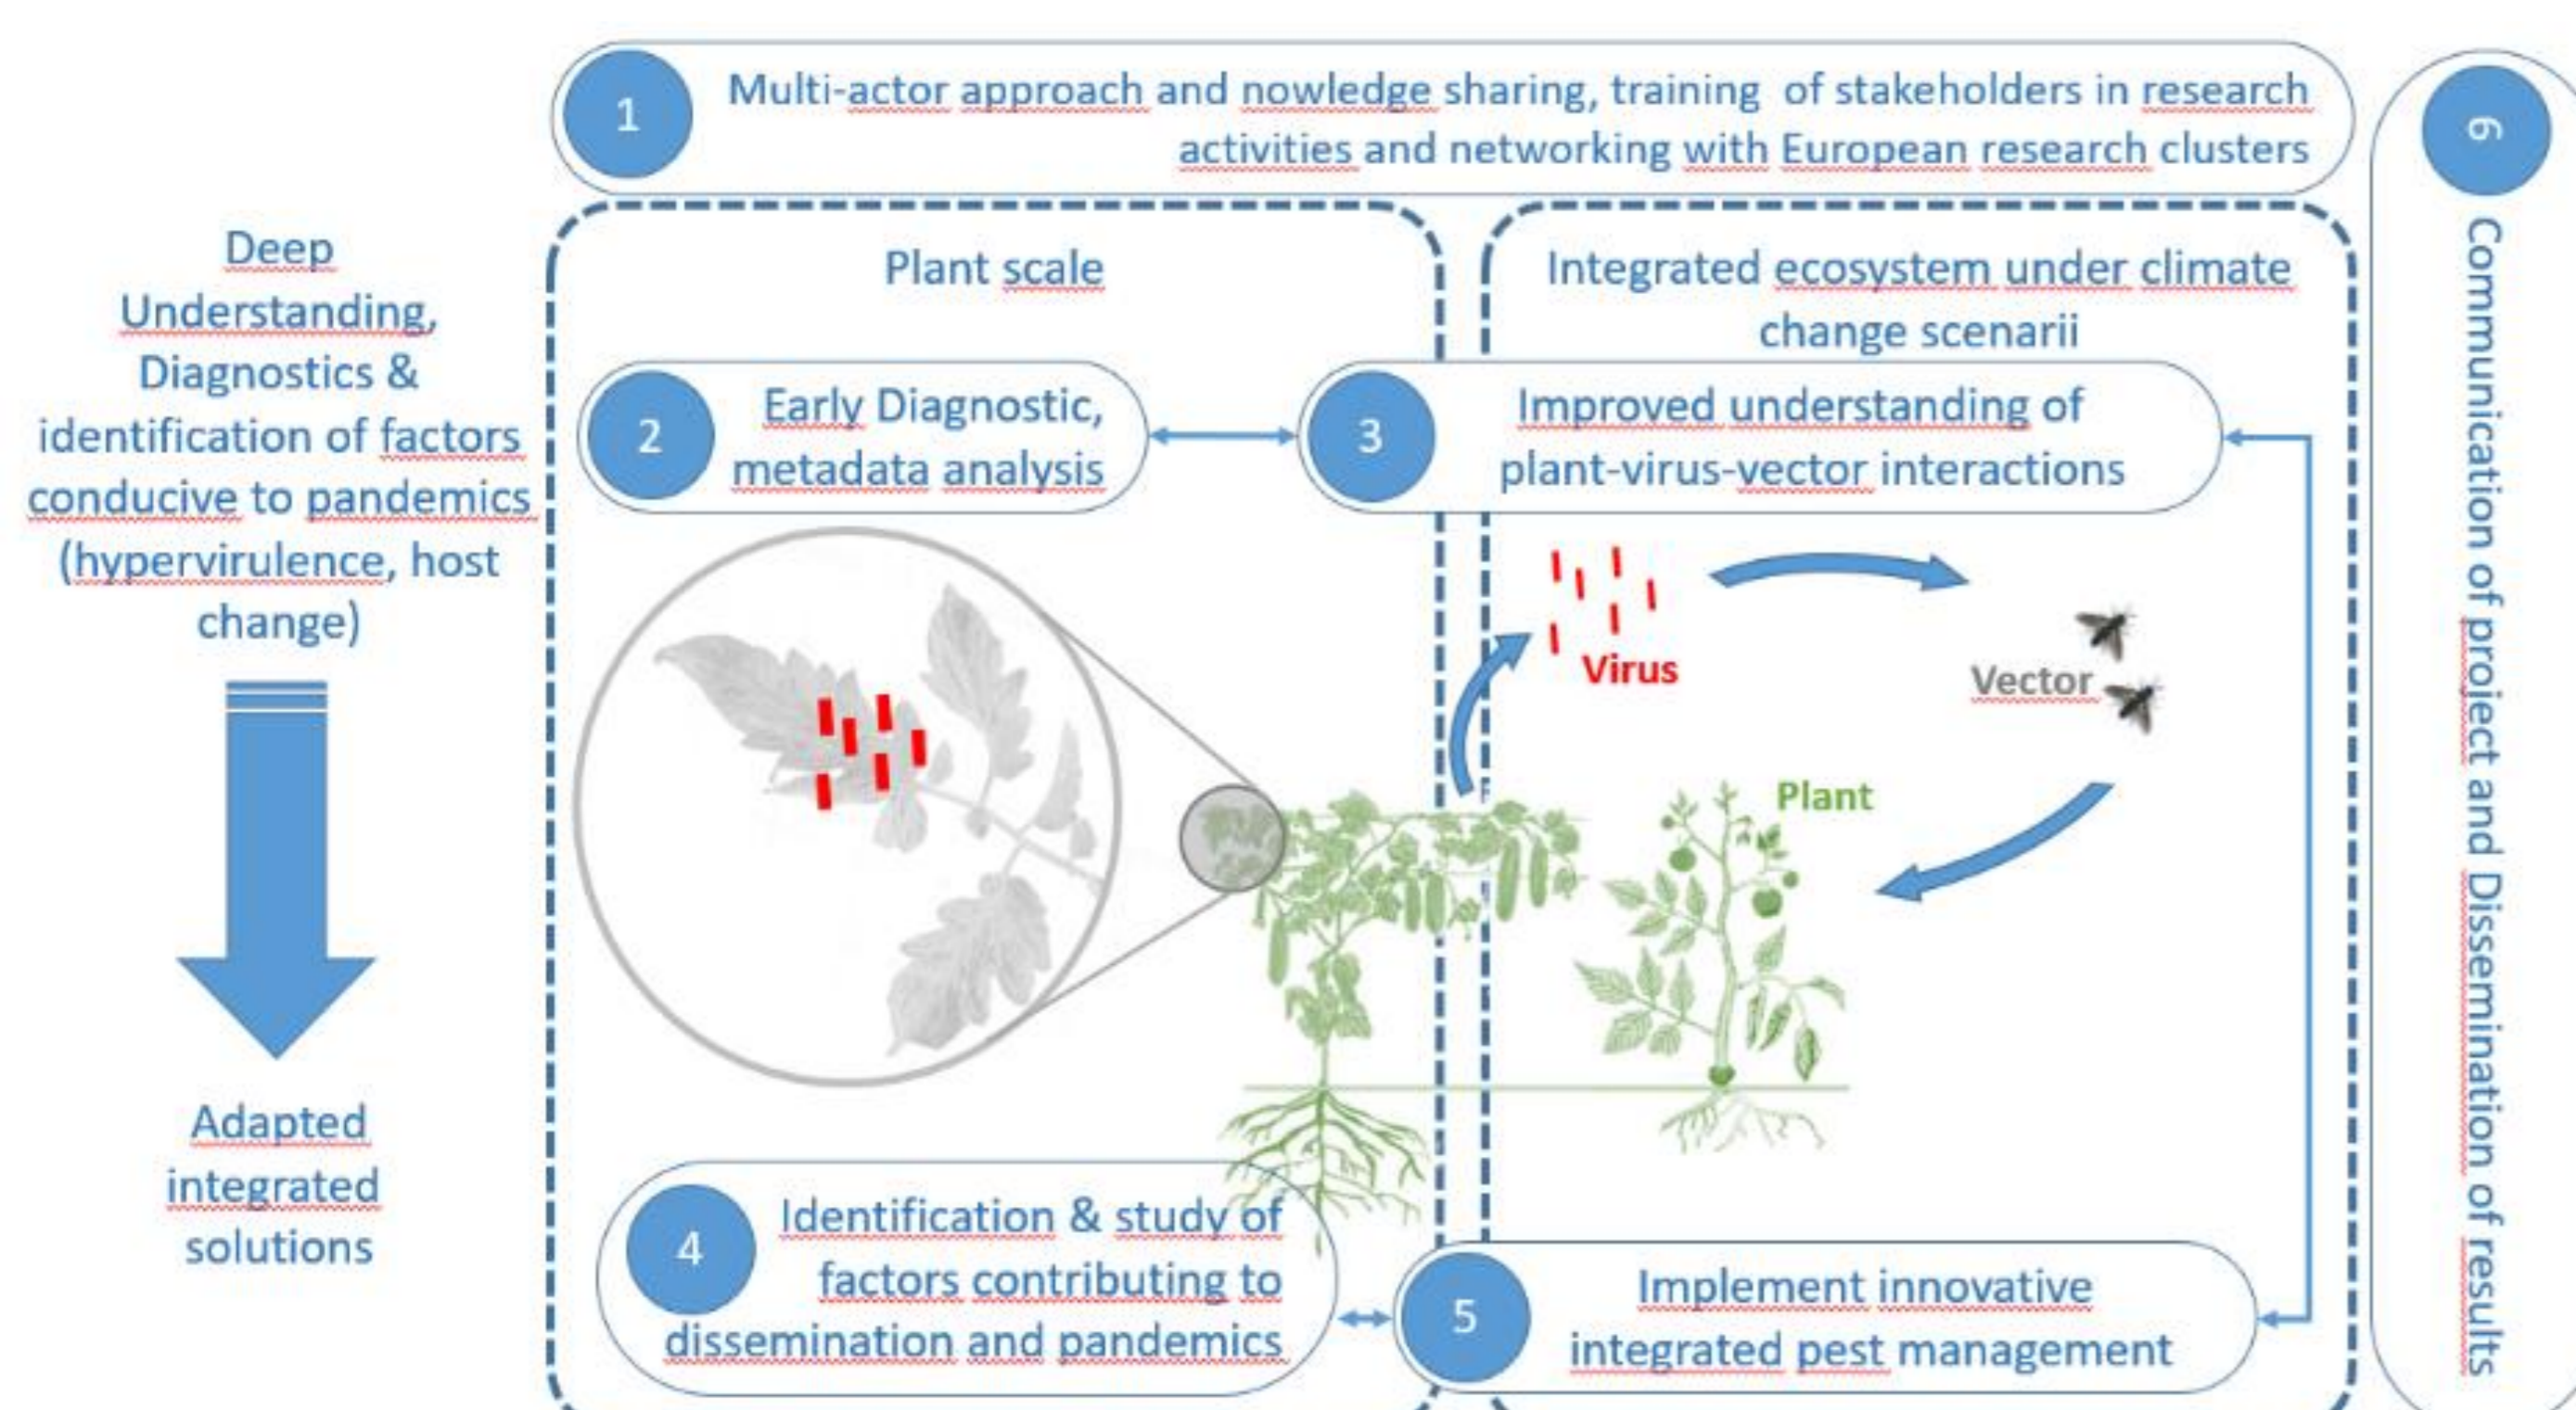 1
Multi-actor approach and nowledge sharing, training of stakeholders in research
activities and networking with European research clusters
Deep
Understanding,
Diagnostics &
identification of factors
conducive to pandemics
(hypervirulence, host
change)
Adapted
integrated
solutions
Plant scale
Integrated ecosystem under climate
change scenarii
2
Early Diagnostic,
metadata analysis
3
Improved understanding of
plant-virus-vector interactions
Virus
Vector
Plant
4
Identification & study of
factors contributing to
dissemination and pandemics
5
Implement innovative
integrated pest management
6
Communication of project and Dissemination of results